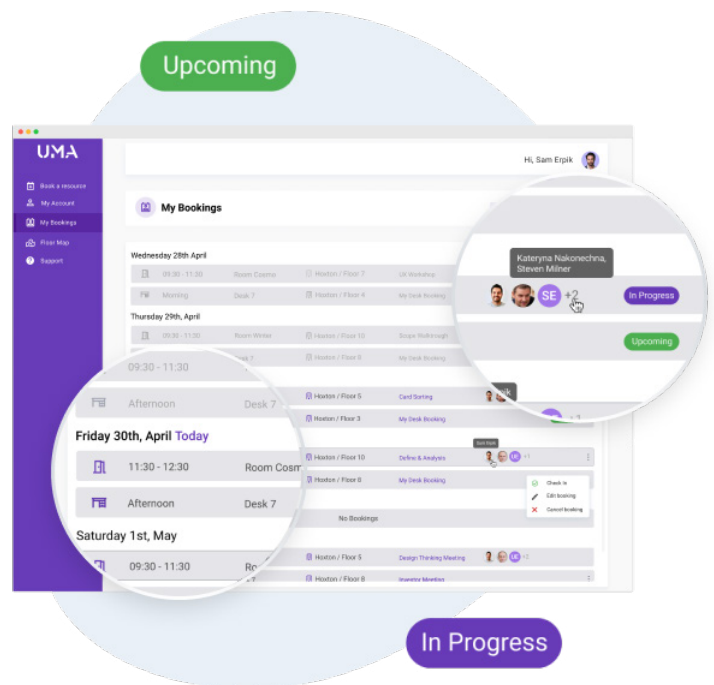 Upcoming
UMA
Hi, Sam Erpik
Book a resource
My Account
My Bookings
Floor Map
Support
My Bookings
Wednesday 28th April
09:30 - 11:30 Room Cosmo Hoxton / Floor 7 UX Workshop
Morning Desk 7 Hoxton / Floor 4 My Desk Booking
Thursday 29th, April
09:30 - 11:30 Room Winter Hoxton / Floor 10 Scope Walktrough
Desk 7 Hoxton / Floor 8 My Desk Booking
Hoxton / Floor 5 Card Sorting
Hoxton / Floor 3 My Desk Booking
Hoxton / Floor 10 Define & Analysis UE +1
Hoxton / Floor 8 My Desk Booking
Check in
Edit booking
Cancel booking
No Bookings
Hoxton / Floor 5 Design Thinking Meeting UE +2
Hoxton / Floor 8 Investor Meeting
Kateryna Nakonechna,
Steven Milner
SE +2 In Progress
Upcoming
09:30 - 11:30
Afternoon Desk 7
Friday 30th, April Today
11:30 - 12:30 Room Cosm
Afternoon Desk 7
Saturday 1st, May
09:30 - 11:30 Ro
In Progress